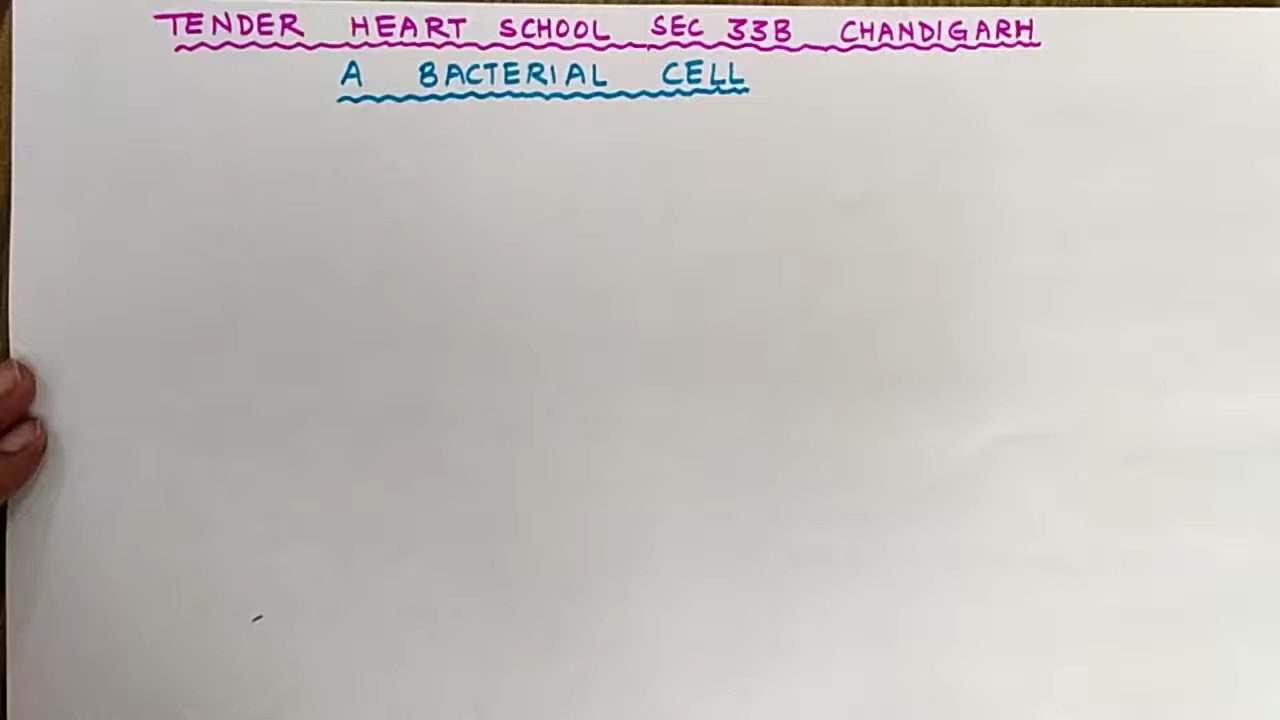 TENDER HEART SCHOOL SEC 33B CHANDIGARH
A BACTERIAL CELL